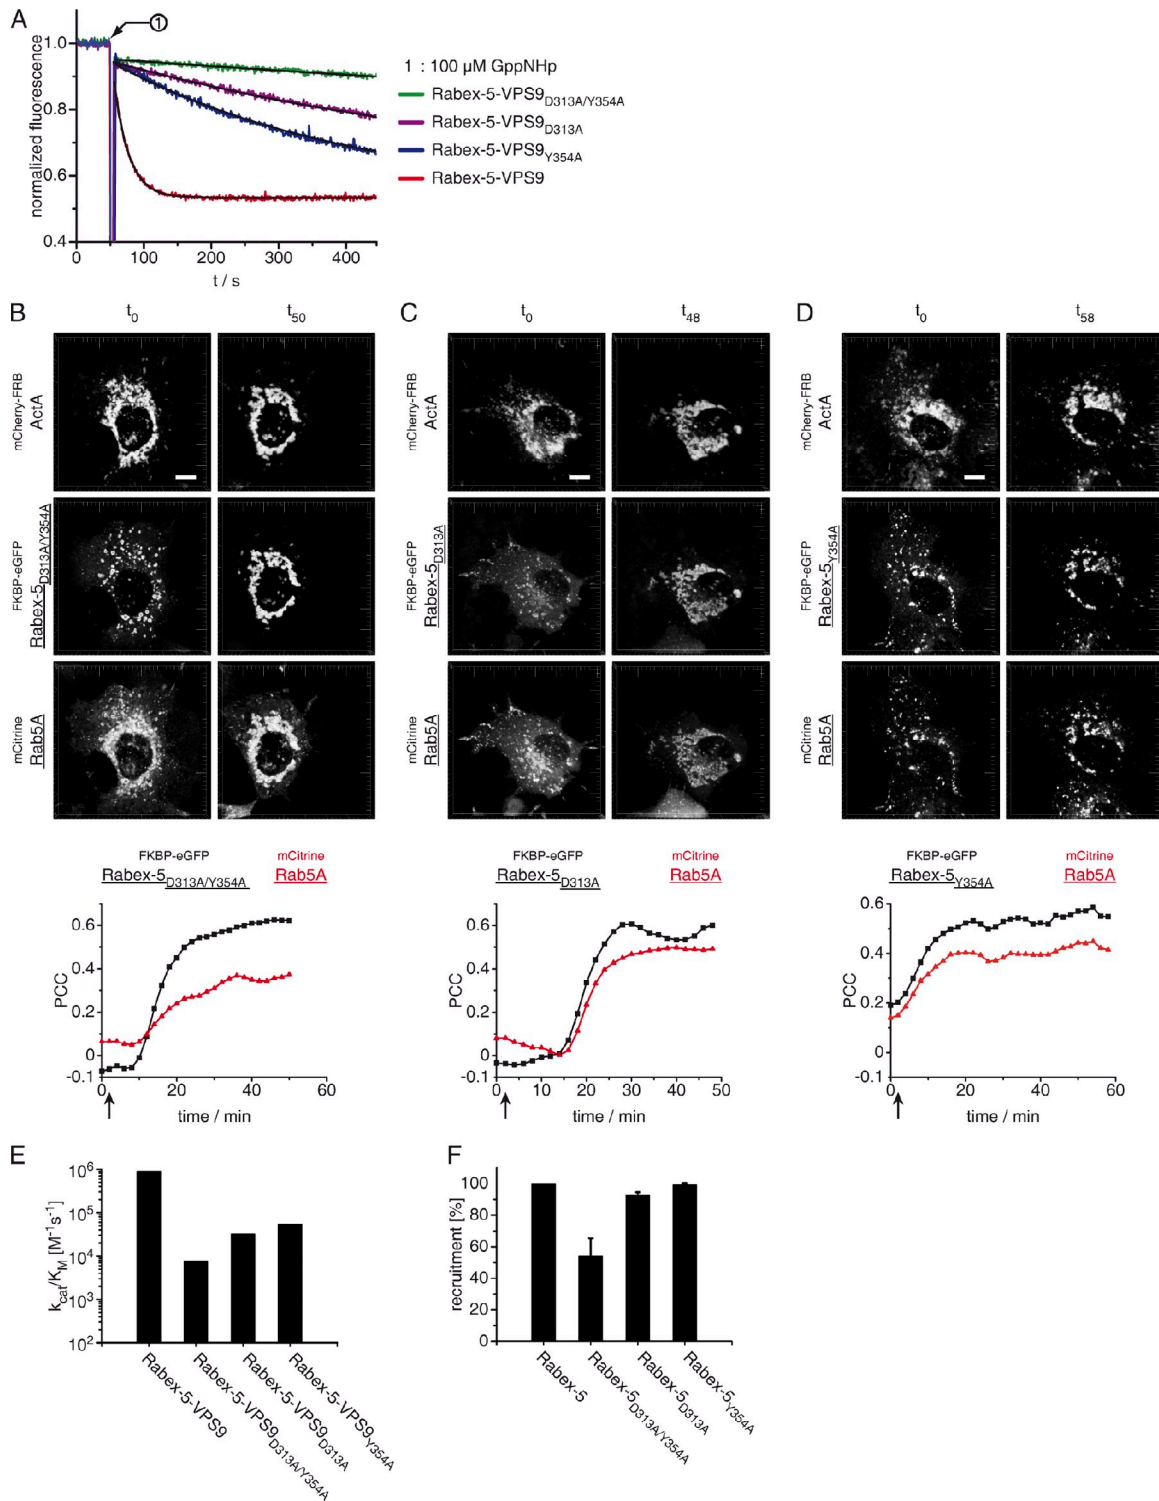 A
1
1.0
0.8
0.6
0.4
normalized fluorescence
0 100 200 300 400
t / s
1 : 100 µM GppNHp
Rabex-5-VPS9D313A/Y354A
Rabex-5-VPS9D313A
Rabex-5-VPS9Y354A
Rabex-5-VPS9
B
t0
t50
mCherry-FRB
ActA
FKBP-eGFP
Rabex-5D313A/Y354A
mCitrine
Rab5A
FKBP-eGFP
Rabex-5D313A/Y354A
mCitrine
Rab5A
0.6
0.4
0.2
0
-0.1
PCC
0 20 40 60
time / min
C
t0
t48
mCherry-FRB
ActA
FKBP-eGFP
Rabex-5D313A
mCitrine
Rab5A
FKBP-eGFP
Rabex-5D313A
mCitrine
Rab5A
0.6
0.4
0.2
0
-0.1
PCC
0 10 20 30 40 50
time / min
D
t0
t58
mCherry-FRB
ActA
FKBP-eGFP
Rabex-5Y354A
mCitrine
Rab5A
FKBP-eGFP
Rabex-5Y354A
mCitrine
Rab5A
0.6
0.4
0.2
0
-0.1
PCC
0 20 40 60
time / min
E
10^6
10^5
10^4
10^3
10^2
kcat/KM [M^-1s^-1]
Rabex-5-VPS9
Rabex-5-VPS9D313A/Y354A
Rabex-5-VPS9D313A
Rabex-5-VPS9Y354A
F
100
80
60
40
20
0
recruitment [%]
Rabex-5
Rabex-5D313A/Y354A
Rabex-5D313A
Rabex-5Y354A